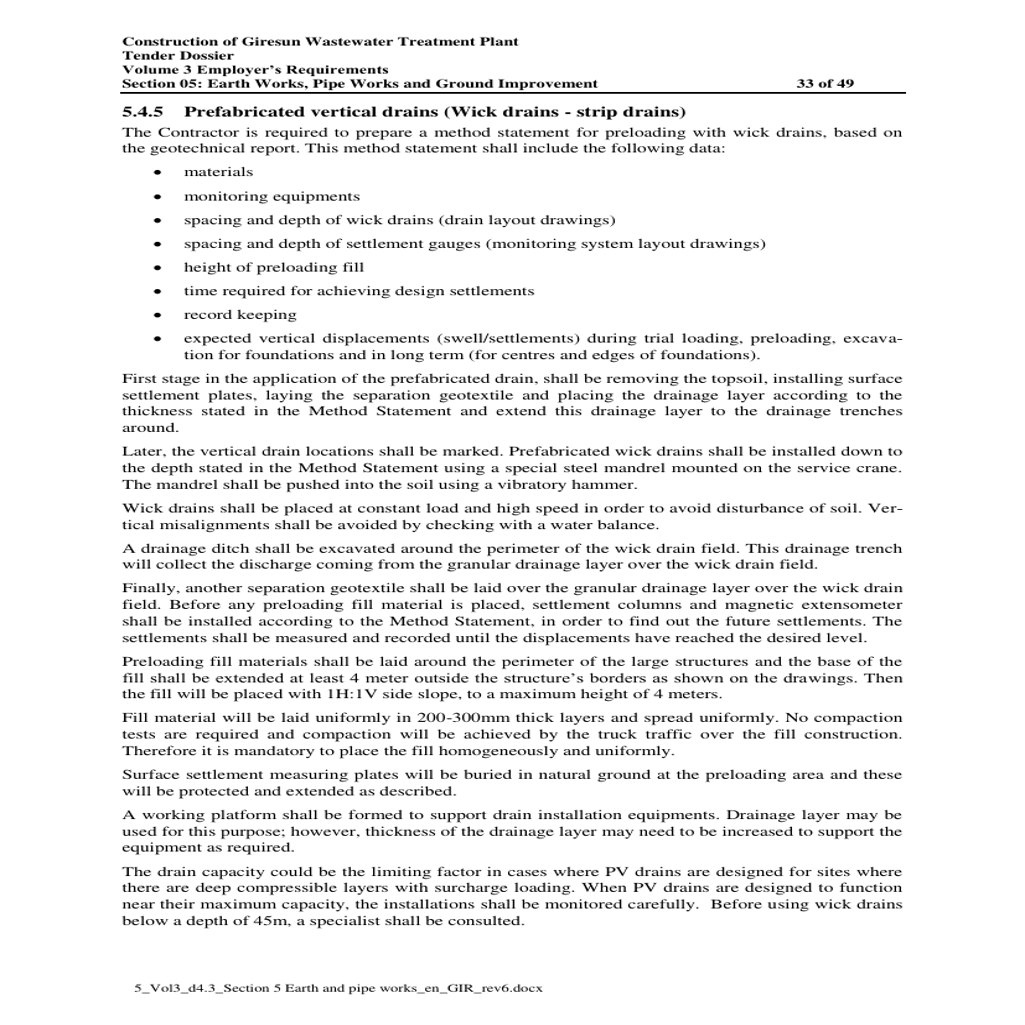 Construction of Giresun Wastewater Treatment Plant
Tender Dossier
Volume 3 Employer's Requirements
Section 05: Earth Works, Pipe Works and Ground Improvement 33 of 49
5.4.5 Prefabricated vertical drains (Wick drains - strip drains)
The Contractor is required to prepare a method statement for preloading with wick drains, based on
the geotechnical report. This method statement shall include the following data:
• materials
• monitoring equipments
• spacing and depth of wick drains (drain layout drawings)
• spacing and depth of settlement gauges (monitoring system layout drawings)
• height of preloading fill
• time required for achieving design settlements
• record keeping
• expected vertical displacements (swell/settlements) during trial loading, preloading, excava-
tion for foundations and in long term (for centres and edges of foundations).
First stage in the application of the prefabricated drain, shall be removing the topsoil, installing surface
settlement plates, laying the separation geotextile and placing the drainage layer according to the
thickness stated in the Method Statement and extend this drainage layer to the drainage trenches
around.
Later, the vertical drain locations shall be marked. Prefabricated wick drains shall be installed down to
the depth stated in the Method Statement using a special steel mandrel mounted on the service crane.
The mandrel shall be pushed into the soil using a vibratory hammer.
Wick drains shall be placed at constant load and high speed in order to avoid disturbance of soil. Ver-
tical misalignments shall be avoided by checking with a water balance.
A drainage ditch shall be excavated around the perimeter of the wick drain field. This drainage trench
will collect the discharge coming from the granular drainage layer over the wick drain field.
Finally, another separation geotextile shall be laid over the granular drainage layer over the wick drain
field. Before any preloading fill material is placed, settlement columns and magnetic extensometer
shall be installed according to the Method Statement, in order to find out the future settlements. The
settlements shall be measured and recorded until the displacements have reached the desired level.
Preloading fill materials shall be laid around the perimeter of the large structures and the base of the
fill shall be extended at least 4 meter outside the structure's borders as shown on the drawings. Then
the fill will be placed with 1H:1V side slope, to a maximum height of 4 meters.
Fill material will be laid uniformly in 200-300mm thick layers and spread uniformly. No compaction
tests are required and compaction will be achieved by the truck traffic over the fill construction.
Therefore it is mandatory to place the fill homogeneously and uniformly.
Surface settlement measuring plates will be buried in natural ground at the preloading area and these
will be protected and extended as described.
A working platform shall be formed to support drain installation equipments. Drainage layer may be
used for this purpose; however, thickness of the drainage layer may need to be increased to support the
equipment as required.
The drain capacity could be the limiting factor in cases where PV drains are designed for sites where
there are deep compressible layers with surcharge loading. When PV drains are designed to function
near their maximum capacity, the installations shall be monitored carefully.  Before using wick drains
below a depth of 45m, a specialist shall be consulted.
5_Vol3_d4.3_Section 5 Earth and pipe works_en_GIR_rev6.docx